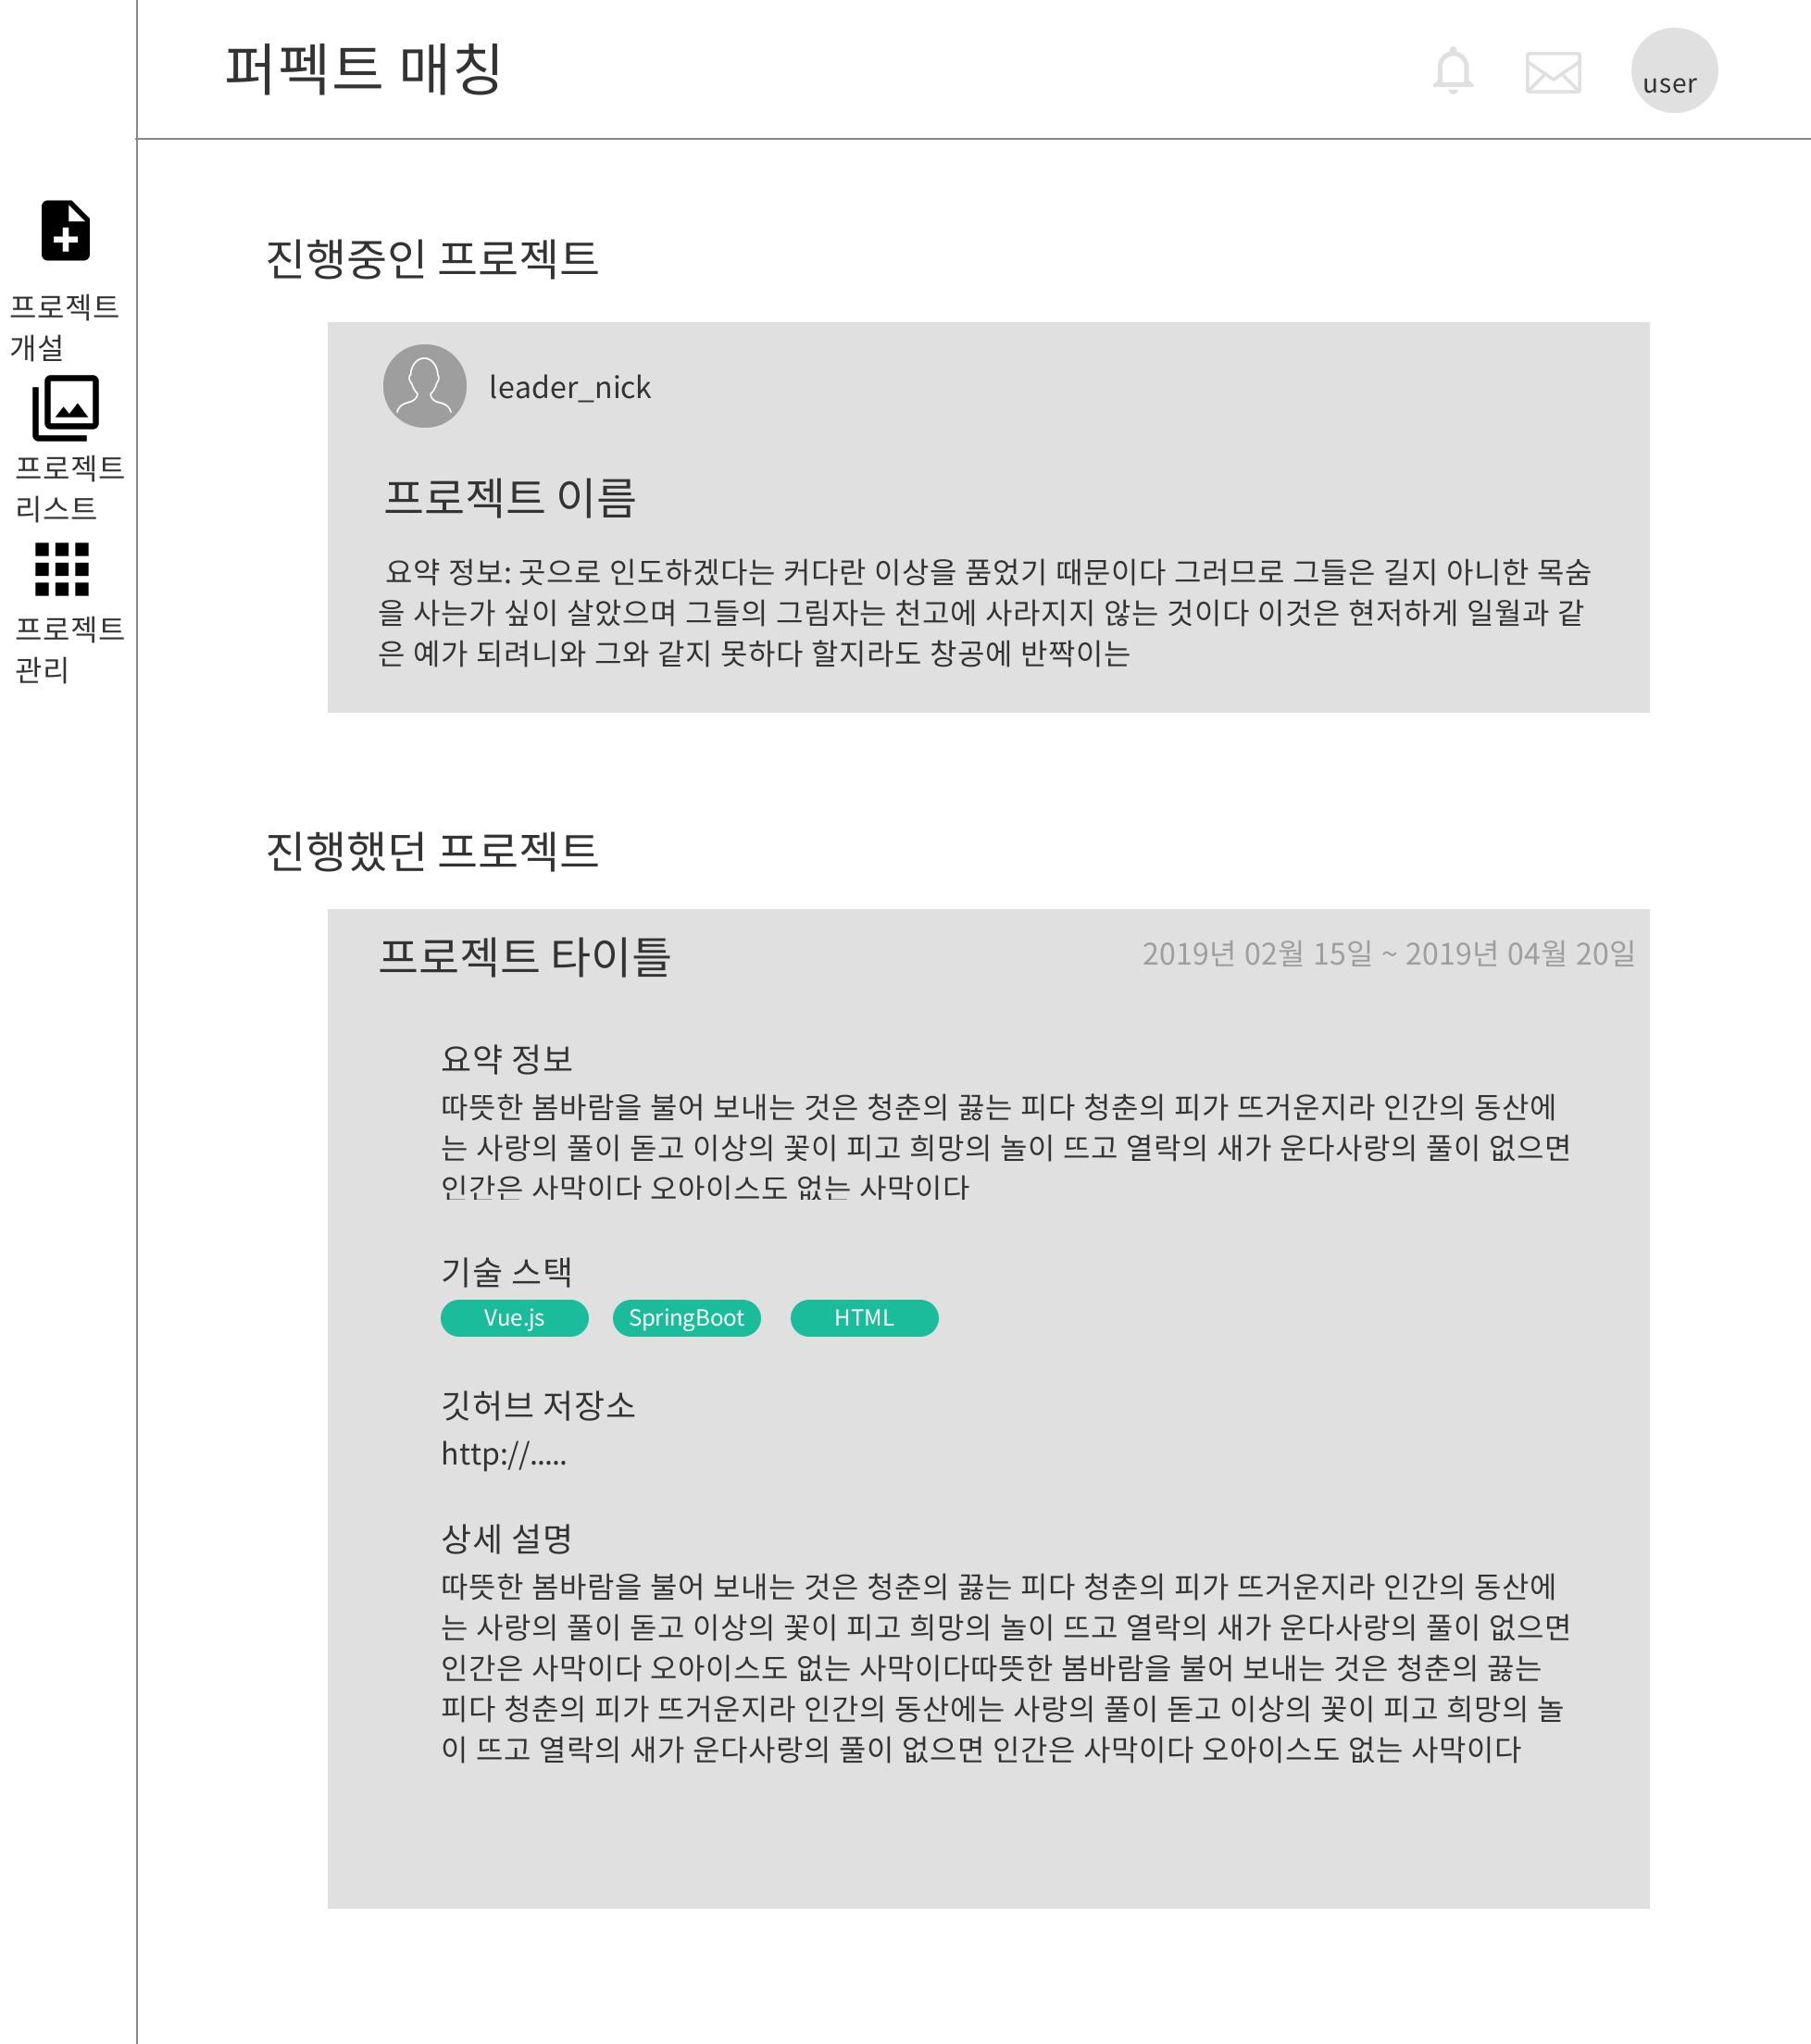 퍼펙트 매칭
user
프로젝트
개설
프로젝트
리스트
프로젝트
관리
진행중인 프로젝트
leader_nick
프로젝트 이름
요약 정보: 곳으로 인도하겠다는 커다란 이상을 품었기 때문이다 그러므로 그들은 길지 아니한 목숨
을 사는가 싶이 살았으며 그들의 그림자는 천고에 사라지지 않는 것이다 이것은 현저하게 일월과 같
은 예가 되려니와 그와 같지 못하다 할지라도 창공에 반짝이는
진행했던 프로젝트
프로젝트 타이틀
2019년 02월 15일 ~ 2019년 04월 20일
요약 정보
따뜻한 봄바람을 불어 보내는 것은 청춘의 끓는 피다 청춘의 피가 뜨거운지라 인간의 동산에
는 사랑의 풀이 돋고 이상의 꽃이 피고 희망의 놀이 뜨고 열락의 새가 운다사랑의 풀이 없으면
인간은 사막이다 오아이스도 없는 사막이다
기술 스택
Vue.js SpringBoot HTML
깃허브 저장소
http://.....
상세 설명
따뜻한 봄바람을 불어 보내는 것은 청춘의 끓는 피다 청춘의 피가 뜨거운지라 인간의 동산에
는 사랑의 풀이 돋고 이상의 꽃이 피고 희망의 놀이 뜨고 열락의 새가 운다사랑의 풀이 없으면
인간은 사막이다 오아이스도 없는 사막이다따뜻한 봄바람을 불어 보내는 것은 청춘의 끓는
피다 청춘의 피가 뜨거운지라 인간의 동산에는 사랑의 풀이 돋고 이상의 꽃이 피고 희망의 놀
이 뜨고 열락의 새가 운다사랑의 풀이 없으면 인간은 사막이다 오아이스도 없는 사막이다